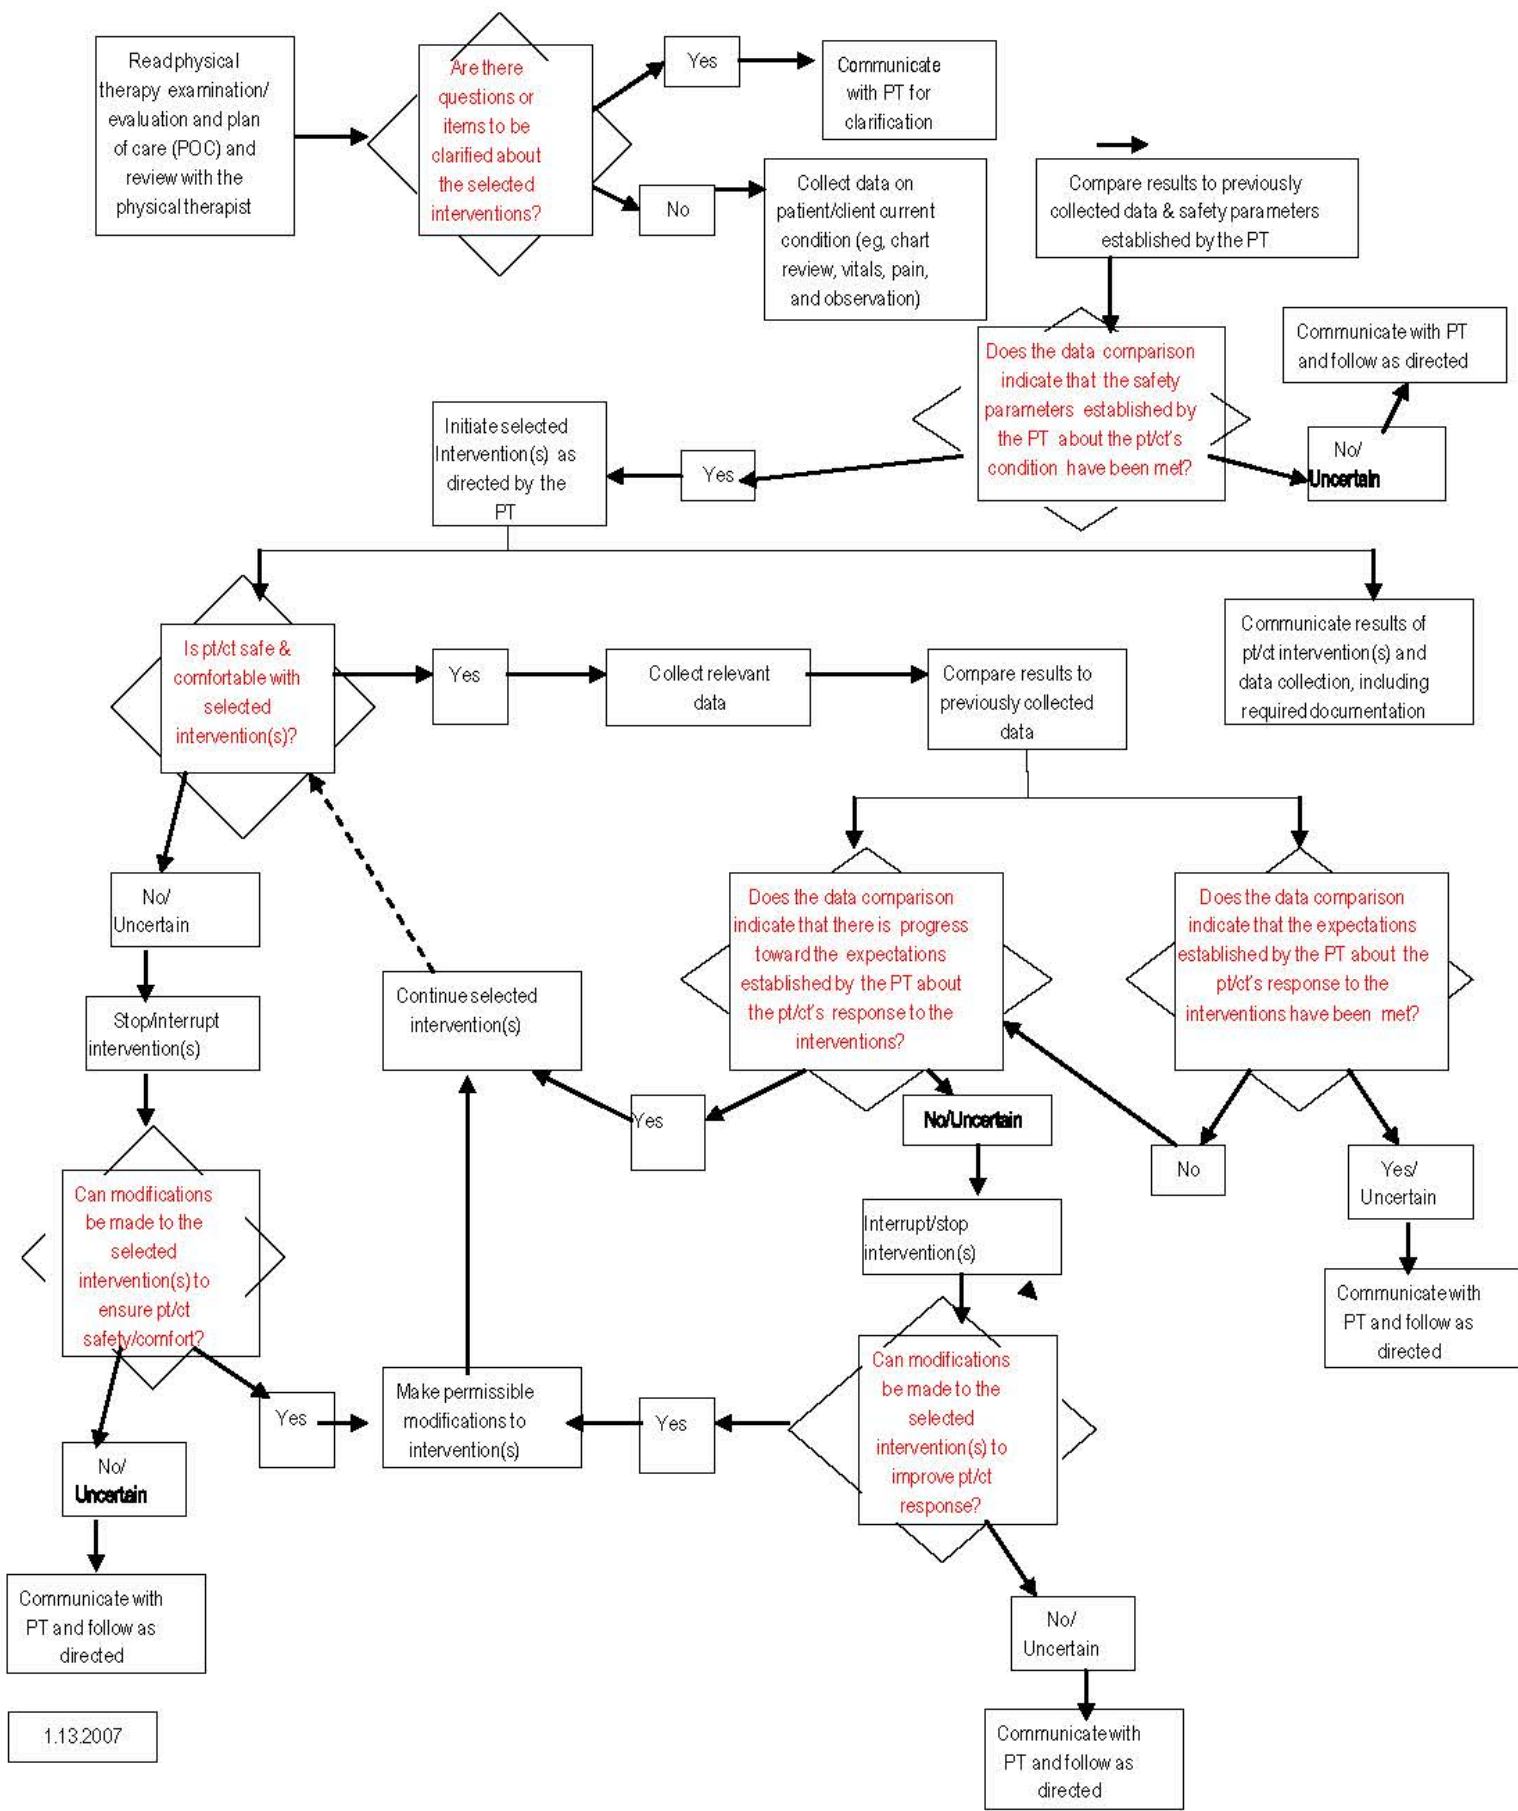 Read physical
therapy examination/
evaluation and plan
of care (POC) and
review with the
physical therapist
Are there
questions or
items to be
clarified about
the selected
interventions?
Yes
Communicate
with PT for
clarification
No
Collect data on
patient/client current
condition (eg, chart
review, vitals, pain,
and observation)
Compare results to previously
collected data & safety parameters
established by the PT
Does the data comparison
indicate that the safety
parameters established by
the PT about the pt/ct's
condition have been met?
Communicate with PT
and follow as directed
No/
Uncertain
Yes
Initiate selected
Intervention(s) as
directed by the
PT
Is pt/ct safe &
comfortable with
selected
intervention(s)?
Yes
Collect relevant
data
Compare results to
previously collected
data
Communicate results of
pt/ct intervention(s) and
data collection, including
required documentation
No/
Uncertain
Stop/interrupt
intervention(s)
Continue selected
intervention(s)
Does the data comparison
indicate that there is progress
toward the expectations
established by the PT about
the pt/ct's response to the
interventions?
Does the data comparison
indicate that the expectations
established by the PT about the
pt/ct's response to the
interventions have been met?
Yes
No/Uncertain
No
Yes/
Uncertain
Interrupt/stop
intervention(s)
Communicate with
PT and follow as
directed
Can modifications
be made to the
selected
intervention(s) to
ensure pt/ct
safety/comfort?
Yes
Make permissible
modifications to
intervention(s)
Yes
Can modifications
be made to the
selected
intervention(s) to
improve pt/ct
response?
No/
Uncertain
Communicate with
PT and follow as
directed
No/
Uncertain
Communicate with
PT and follow as
directed
1.13.2007